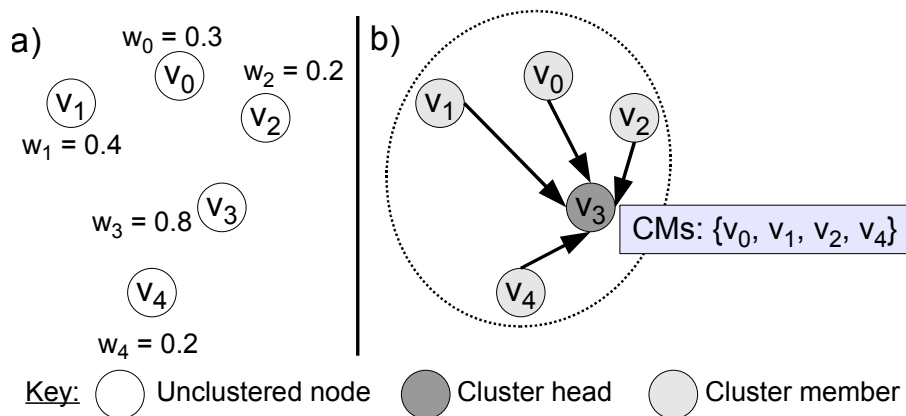 a)
w₀ = 0.3
v₀
w₂ = 0.2
v₁
v₂
w₁ = 0.4
w₃ = 0.8
v₃
v₄
w₄ = 0.2
b)
v₀
v₁
v₂
v₃
CMs: {v₀, v₁, v₂, v₄}
v₄
Key: Unclustered node Cluster head Cluster member